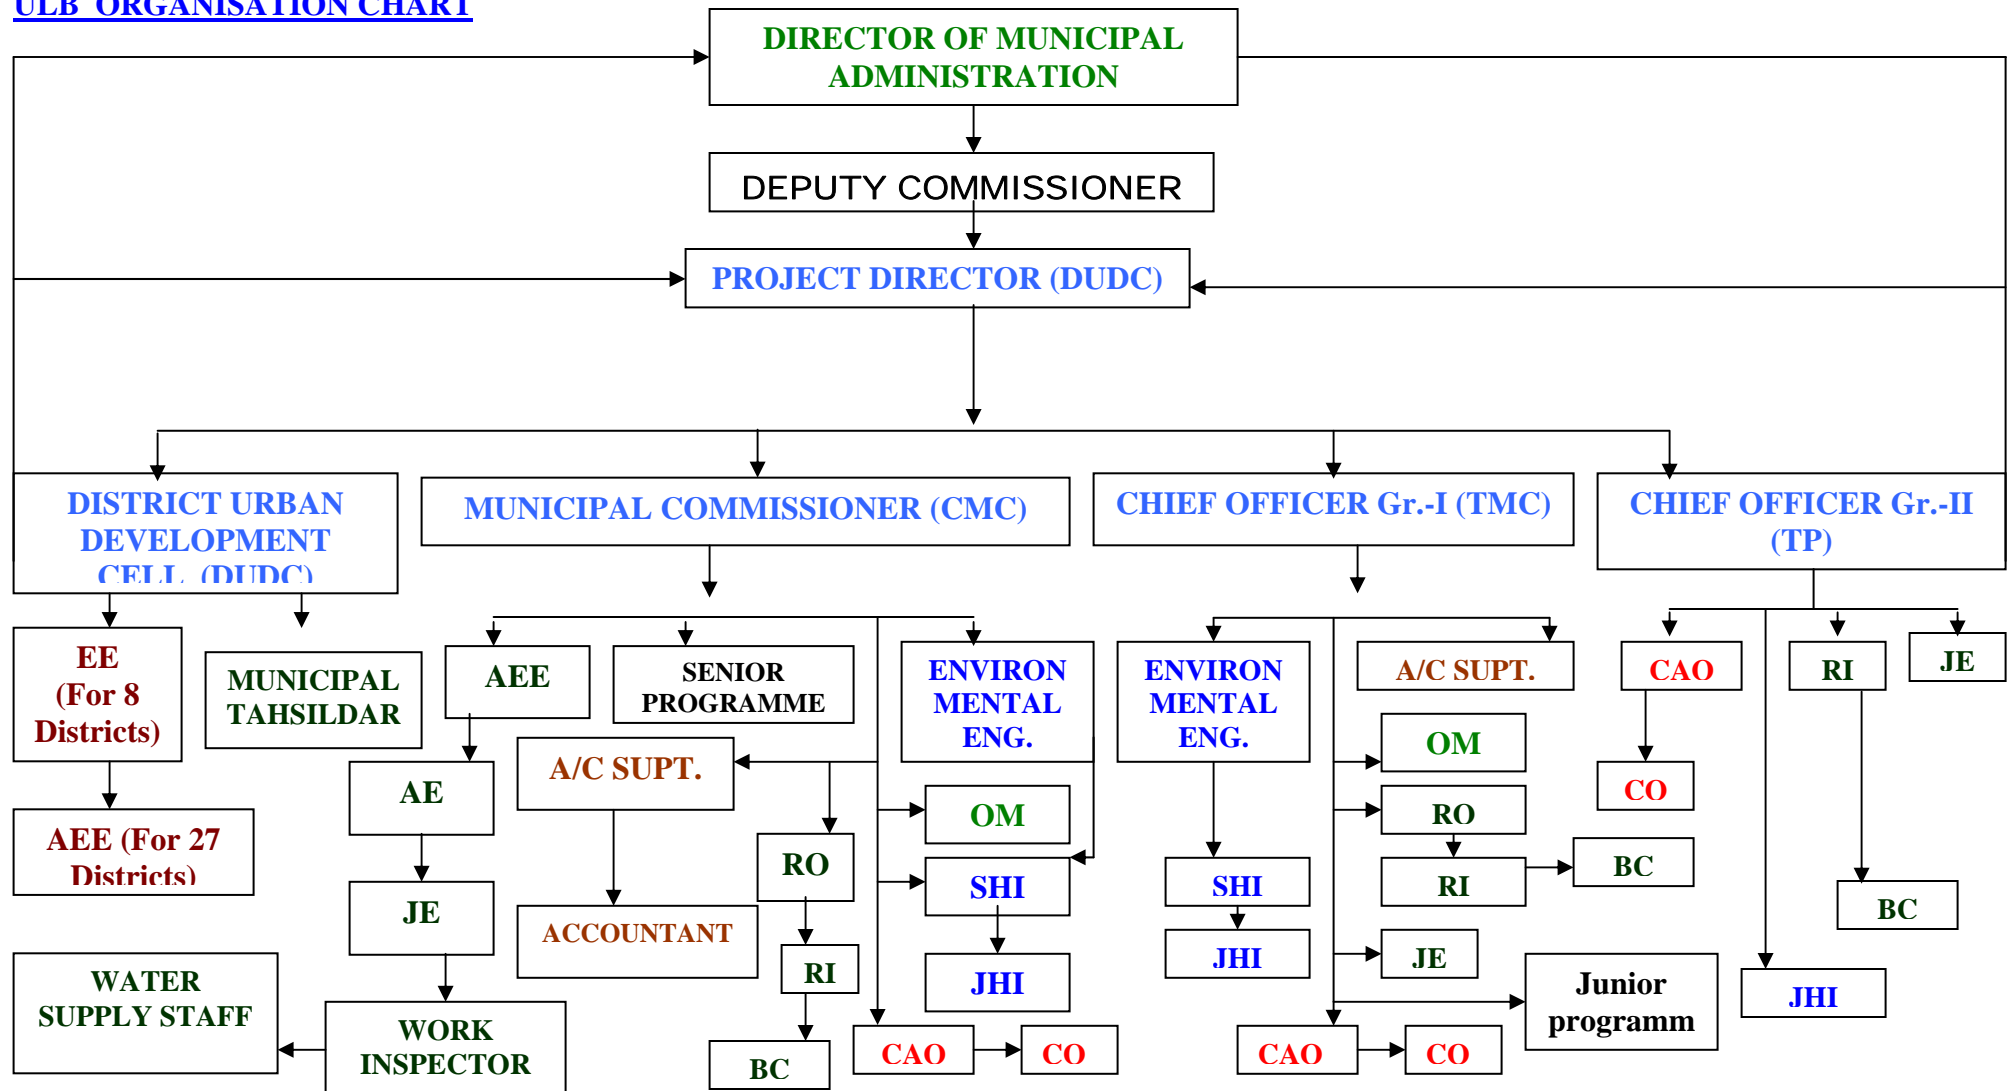 ULB ORGANISATION CHART
DIRECTOR OF MUNICIPAL
ADMINISTRATION
DEPUTY COMMISSIONER
PROJECT DIRECTOR (DUDC)
DISTRICT URBAN
DEVELOPMENT
CELL (DUDC)
MUNICIPAL COMMISSIONER (CMC)
CHIEF OFFICER Gr.-I (TMC)
CHIEF OFFICER Gr.-II
(TP)
EE
(For 8
Districts)
MUNICIPAL
TAHSILDAR
AEE (For 27
Districts)
AEE
SENIOR
PROGRAMME
ENVIRON
MENTAL
ENG.
AE
A/C SUPT.
OM
RO
SHI
JE
ACCOUNTANT
RI
JHI
WATER
SUPPLY STAFF
WORK
INSPECTOR
BC
CAO
CO
ENVIRON
MENTAL
ENG.
A/C SUPT.
OM
RO
SHI
RI
BC
JHI
JE
Junior
programm
CAO
CO
CAO
RI
JE
CO
BC
JHI